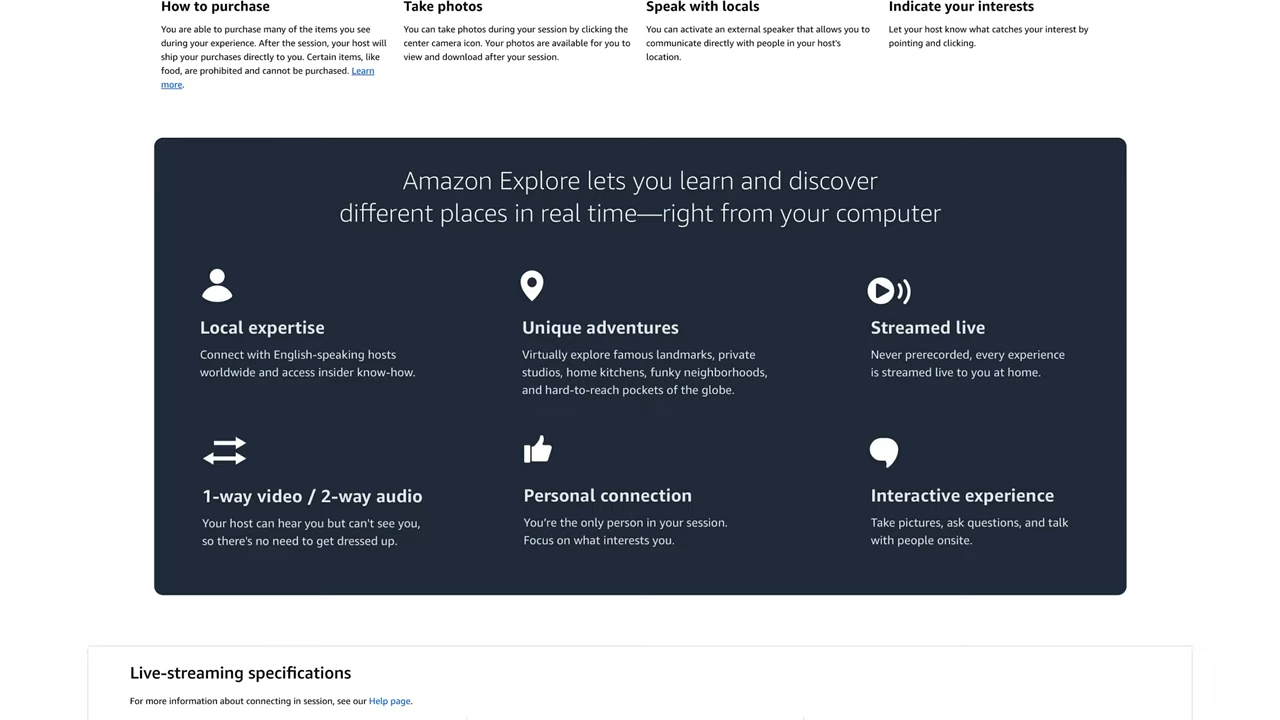 How to purchase
You are able to purchase many of the items you see
during your experience. After the session, your host will
ship your purchases directly to you. Certain items, like
food, are prohibited and cannot be purchased. Learn
more.
Take photos
You can take photos during your session by clicking the
center camera icon. Your photos are available for you to
view and download after your session.
Speak with locals
You can activate an external speaker that allows you to
communicate directly with people in your host's
location.
Indicate your interests
Let your host know what catches your interest by
pointing and clicking.
Amazon Explore lets you learn and discover
different places in real time—right from your computer
Local expertise
Connect with English-speaking hosts
worldwide and access insider know-how.
Unique adventures
Virtually explore famous landmarks, private
studios, home kitchens, funky neighborhoods,
and hard-to-reach pockets of the globe.
Streamed live
Never prerecorded, every experience
is streamed live to you at home.
1-way video / 2-way audio
Your host can hear you but can't see you,
so there's no need to get dressed up.
Personal connection
You're the only person in your session.
Focus on what interests you.
Interactive experience
Take pictures, ask questions, and talk
with people onsite.
Live-streaming specifications
For more information about connecting in session, see our Help page.